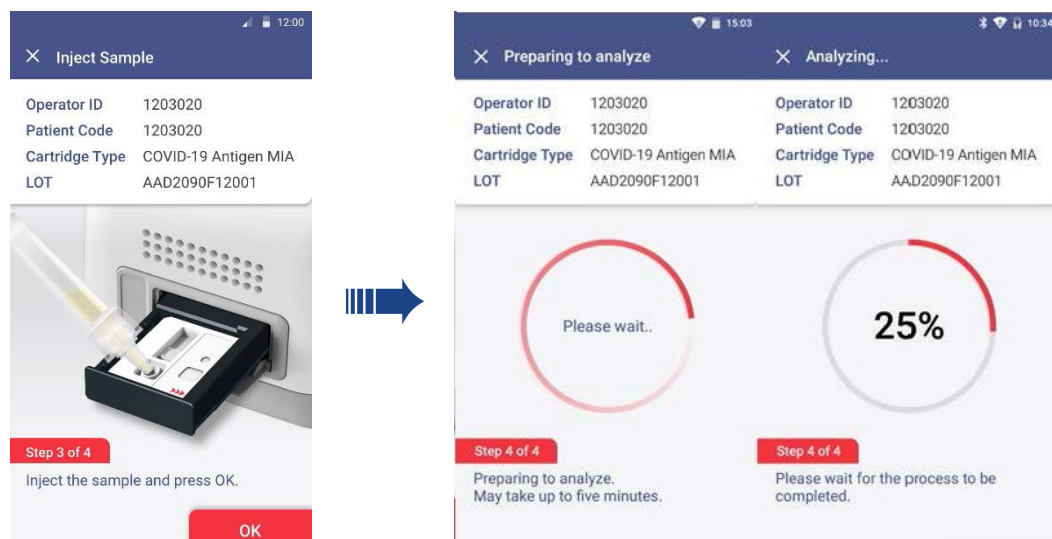 12:00
Inject Sample
Operator ID 1203020
Patient Code 1203020
Cartridge Type COVID-19 Antigen MIA
LOT AAD2090F12001
Step 3 of 4
Inject the sample and press OK.
OK
15:03
Preparing to analyze
Operator ID 1203020
Patient Code 1203020
Cartridge Type COVID-19 Antigen MIA
LOT AAD2090F12001
Please wait..
Step 4 of 4
Preparing to analyze.
May take up to five minutes.
10:34
Analyzing...
Operator ID 1203020
Patient Code 1203020
Cartridge Type COVID-19 Antigen MIA
LOT AAD2090F12001
25%
Step 4 of 4
Please wait for the process to be
completed.